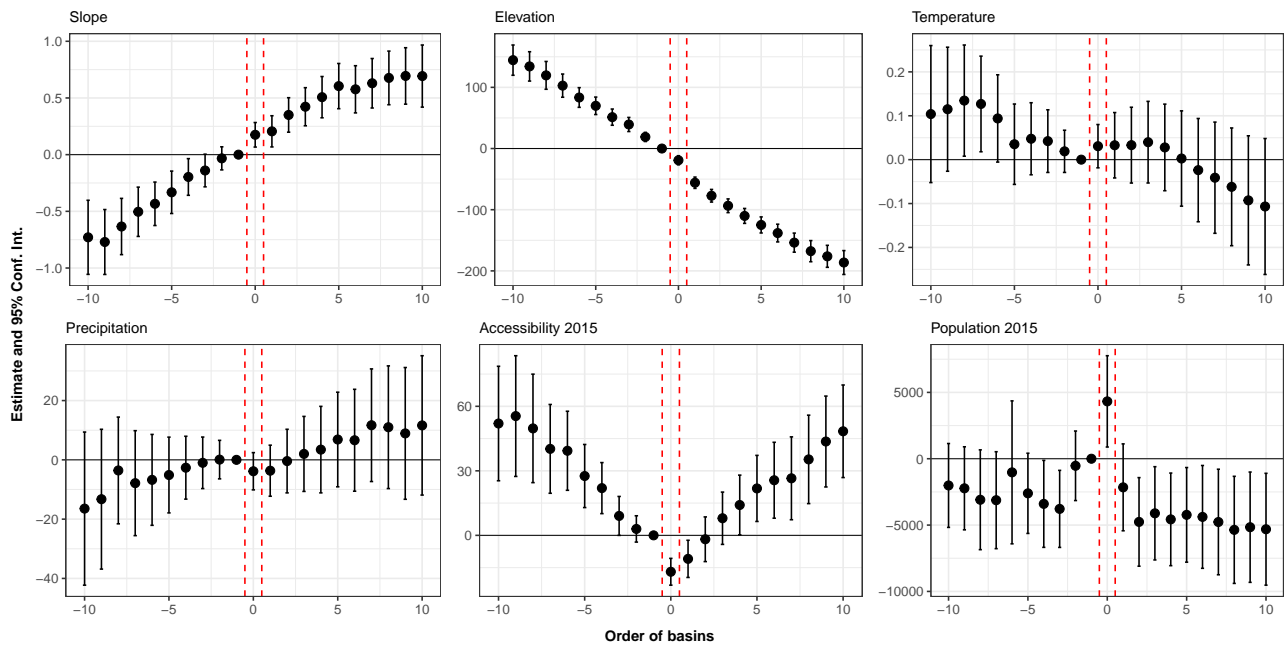 Slope
1.0
0.5
0.0
−0.5
−1.0
−10 −5 0 5 10
Elevation
100
0
−100
−200
−10 −5 0 5 10
Temperature
0.2
0.1
0.0
−0.1
−0.2
−10 −5 0 5 10
Precipitation
20
0
−20
−40
−10 −5 0 5 10
Accessibility 2015
60
30
0
−10 −5 0 5 10
Population 2015
5000
0
−5000
−10000
−10 −5 0 5 10
Estimate and 95% Conf. Int.
Order of basins